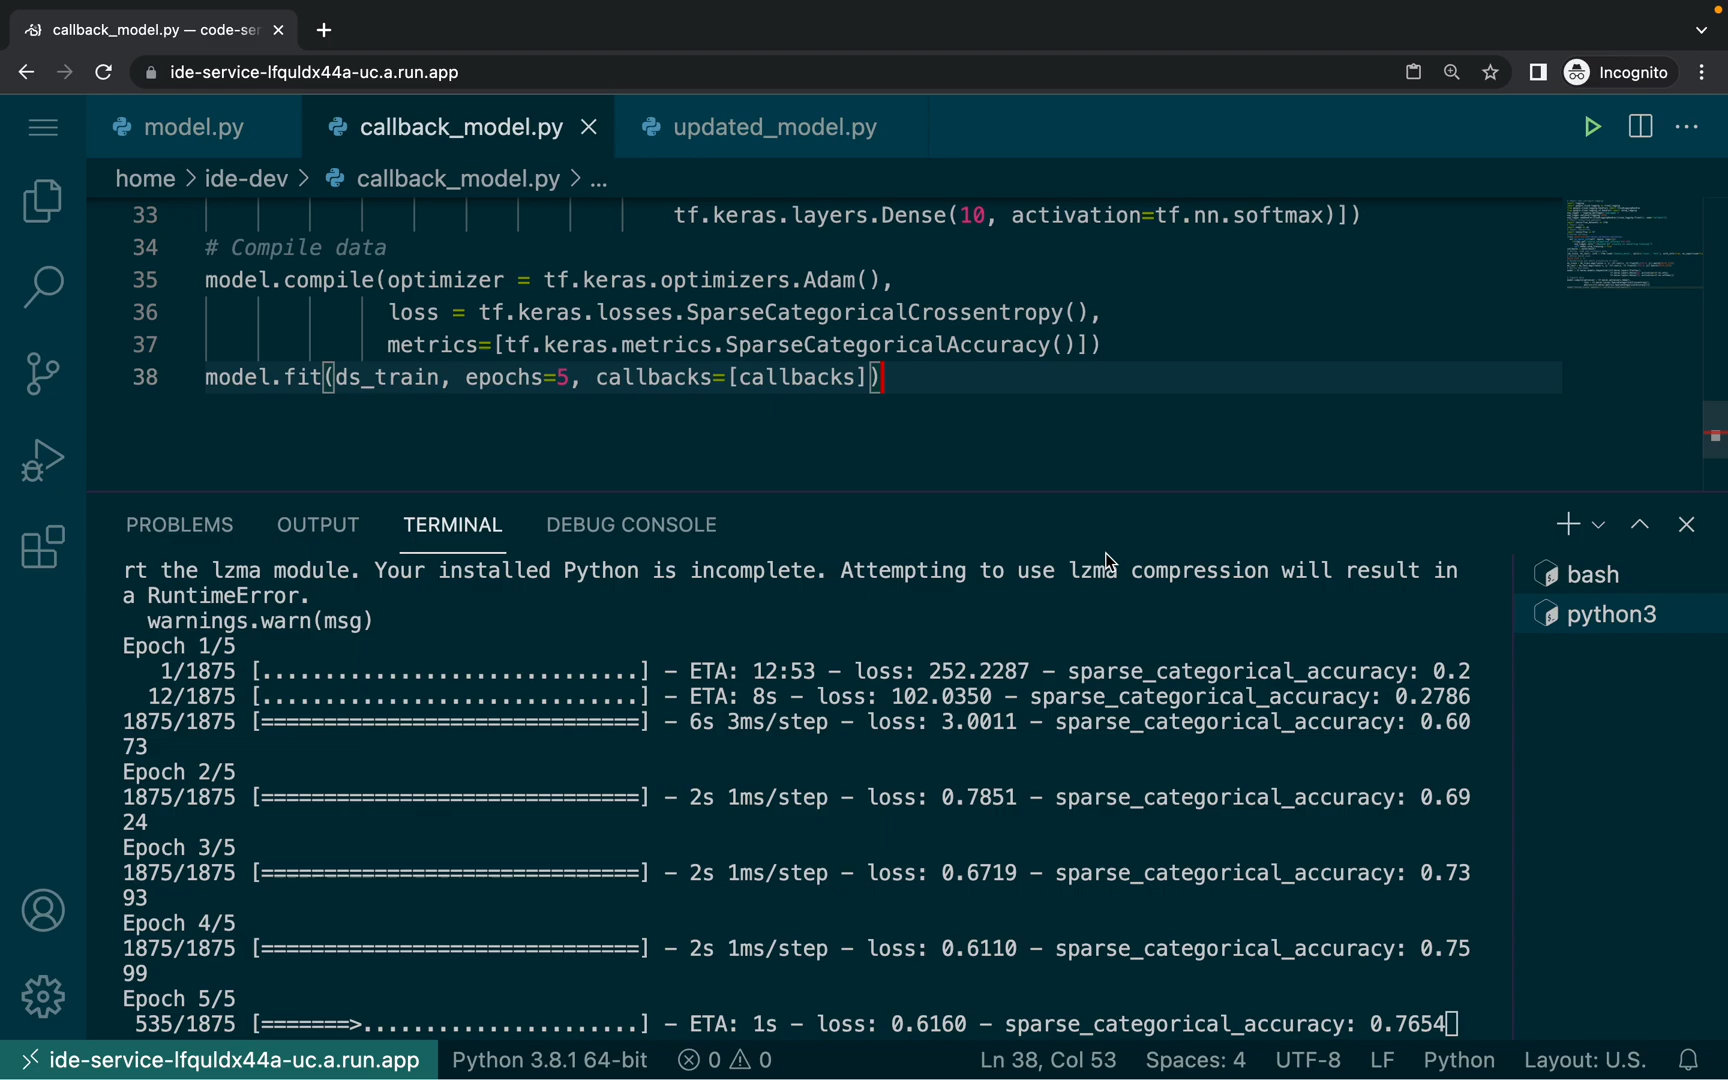 callback_model.py — code-ser
ide-service-lfquldx44a-uc.a.run.app
Incognito
model.py
callback_model.py
updated_model.py
home > ide-dev > callback_model.py > ...
33 tf.keras.layers.Dense(10, activation=tf.nn.softmax)])
34 # Compile data
35 model.compile(optimizer = tf.keras.optimizers.Adam(),
36 loss = tf.keras.losses.SparseCategoricalCrossentropy(),
37 metrics=[tf.keras.metrics.SparseCategoricalAccuracy()])
38 model.fit(ds_train, epochs=5, callbacks=[callbacks])
PROBLEMS OUTPUT TERMINAL DEBUG CONSOLE
rt the lzma module. Your installed Python is incomplete. Attempting to use lzma compression will result in
a RuntimeError.
warnings.warn(msg)
Epoch 1/5
1/1875 [..............................] - ETA: 12:53 - loss: 252.2287 - sparse_categorical_accuracy: 0.2
12/1875 [..............................] - ETA: 8s - loss: 102.0350 - sparse_categorical_accuracy: 0.2786
1875/1875 [==============================] - 6s 3ms/step - loss: 3.0011 - sparse_categorical_accuracy: 0.60
73
Epoch 2/5
1875/1875 [==============================] - 2s 1ms/step - loss: 0.7851 - sparse_categorical_accuracy: 0.69
24
Epoch 3/5
1875/1875 [==============================] - 2s 1ms/step - loss: 0.6719 - sparse_categorical_accuracy: 0.73
93
Epoch 4/5
1875/1875 [==============================] - 2s 1ms/step - loss: 0.6110 - sparse_categorical_accuracy: 0.75
99
Epoch 5/5
535/1875 [=======>......................] - ETA: 1s - loss: 0.6160 - sparse_categorical_accuracy: 0.7654
bash
python3
ide-service-lfquldx44a-uc.a.run.app Python 3.8.1 64-bit 0 0 Ln 38, Col 53 Spaces: 4 UTF-8 LF Python Layout: U.S.